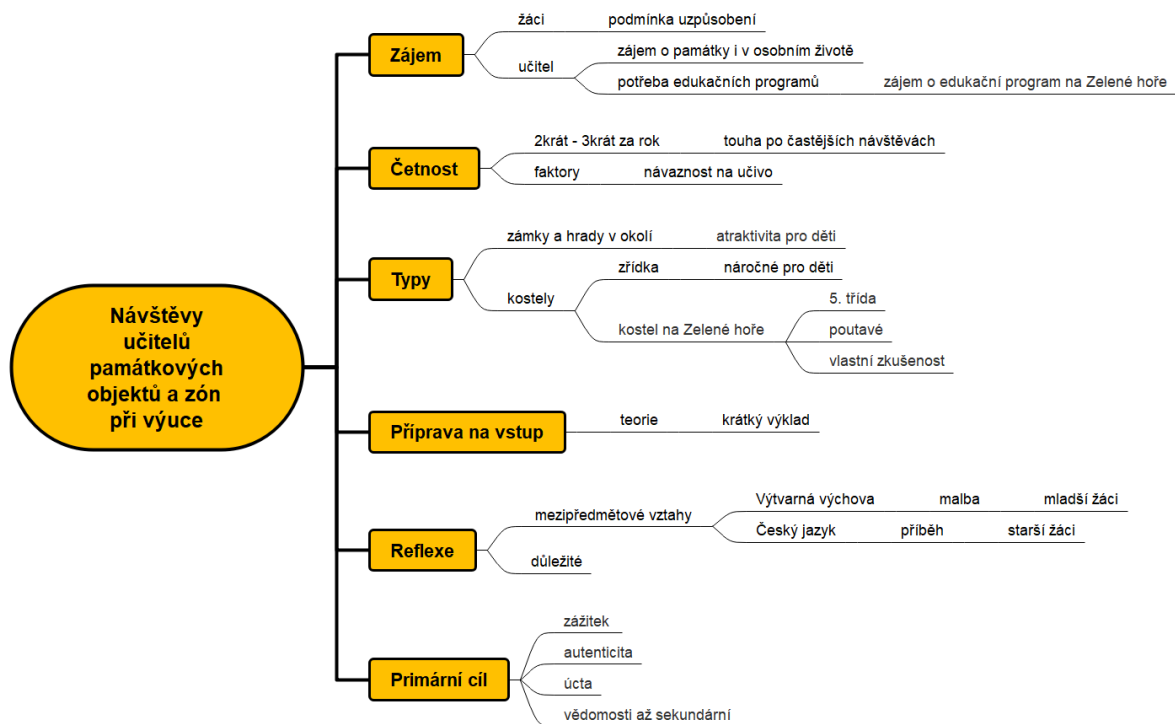 Návštěvy
učitelů
památkových
objektů a zón
při výuce
Zájem
žáci
podmínka uzpůsobení
učitel
zájem o památky i v osobním životě
potřeba edukačních programů
zájem o edukační program na Zelené hoře
Četnost
2krát - 3krát za rok
touha po častějších návštěvách
faktory
návaznost na učivo
Typy
zámky a hrady v okolí
atraktivita pro děti
kostely
zřídka
náročné pro děti
kostel na Zelené hoře
5. třída
poutavé
vlastní zkušenost
Příprava na vstup
teorie
krátký výklad
Reflexe
mezipředmětové vztahy
Výtvarná výchova
malba
mladší žáci
Český jazyk
příběh
starší žáci
důležité
Primární cíl
zážitek
autenticita
úcta
vědomosti až sekundární